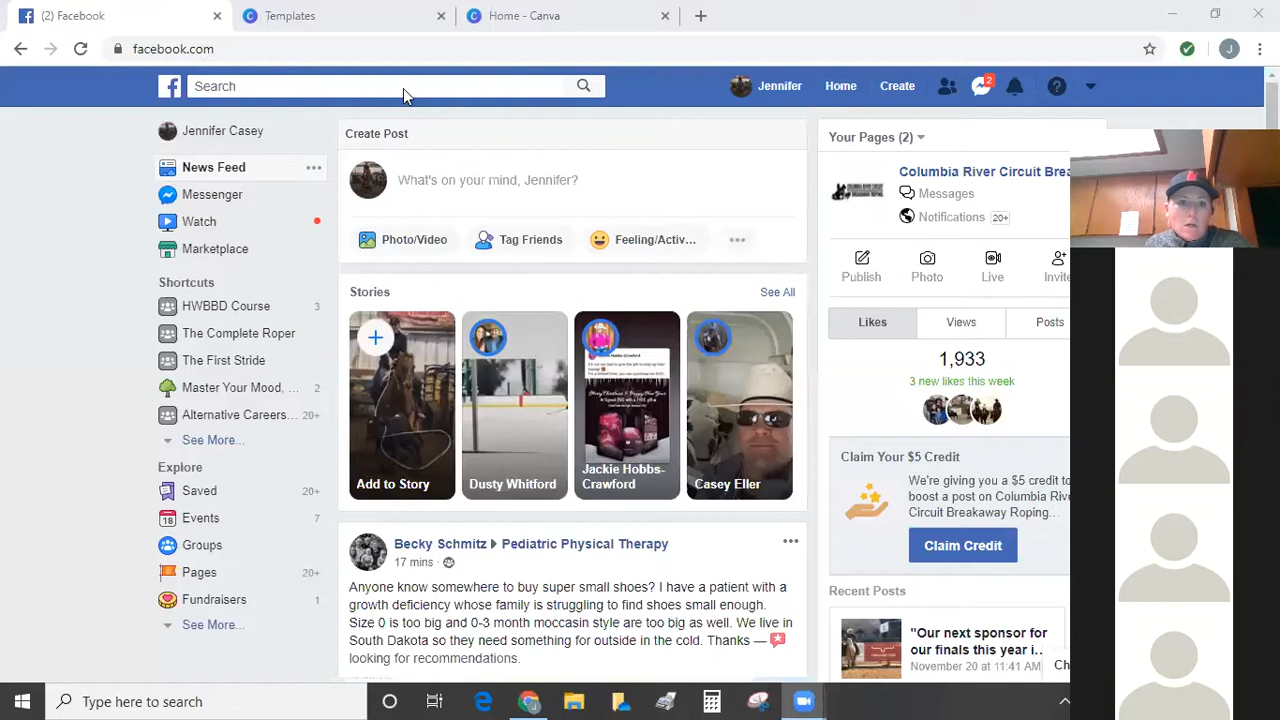 (2) Facebook
Templates
Home - Canva
facebook.com
J
Search
Jennifer
Home
Create
2
Jennifer Casey
News Feed
Messenger
Watch
Marketplace
Shortcuts
HWBBD Course 3
The Complete Roper
The First Stride
Master Your Mood, ... 2
Alternative Careers... 20+
See More...
Explore
Saved 20+
Events 7
Groups
Pages 20+
Fundraisers 1
See More...
Create Post
What's on your mind, Jennifer?
Photo/Video
Tag Friends
Feeling/Activ...
Stories
See All
Add to Story
Dusty Whitford
Jackie Hobbs-
Crawford
Casey Eller
Becky Schmitz Pediatric Physical Therapy
17 mins
Anyone know somewhere to buy super small shoes? I have a patient with a
growth deficiency whose family is struggling to find shoes small enough.
Size 0 is too big and 0-3 month moccasin style are too big as well. We live in
South Dakota so they need something for outside in the cold. Thanks —
looking for recommendations.
Your Pages (2)
Columbia River Circuit Brea
Messages
Notifications 20+
Publish
Photo
Live
Invite
Likes
Views
Posts
1,933
3 new likes this week
Claim Your $5 Credit
We're giving you a $5 credit to
boost a post on Columbia Riv
Circuit Breakaway Roping...
Claim Credit
Recent Posts
"Our next sponsor for
our finals this year i...
November 20 at 11:41 AM
Ch
Type here to search